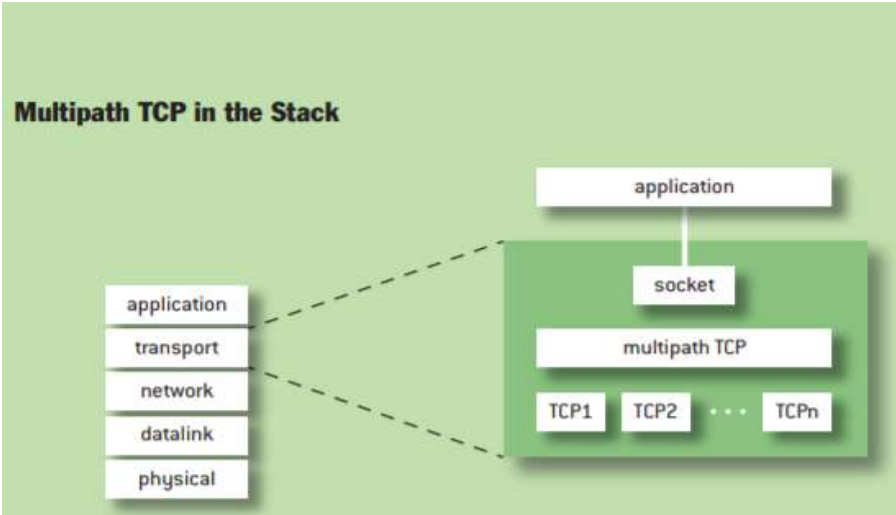 Multipath TCP in the Stack
application
transport
network
datalink
physical
application
socket
multipath TCP
TCP1 TCP2 ... TCPn